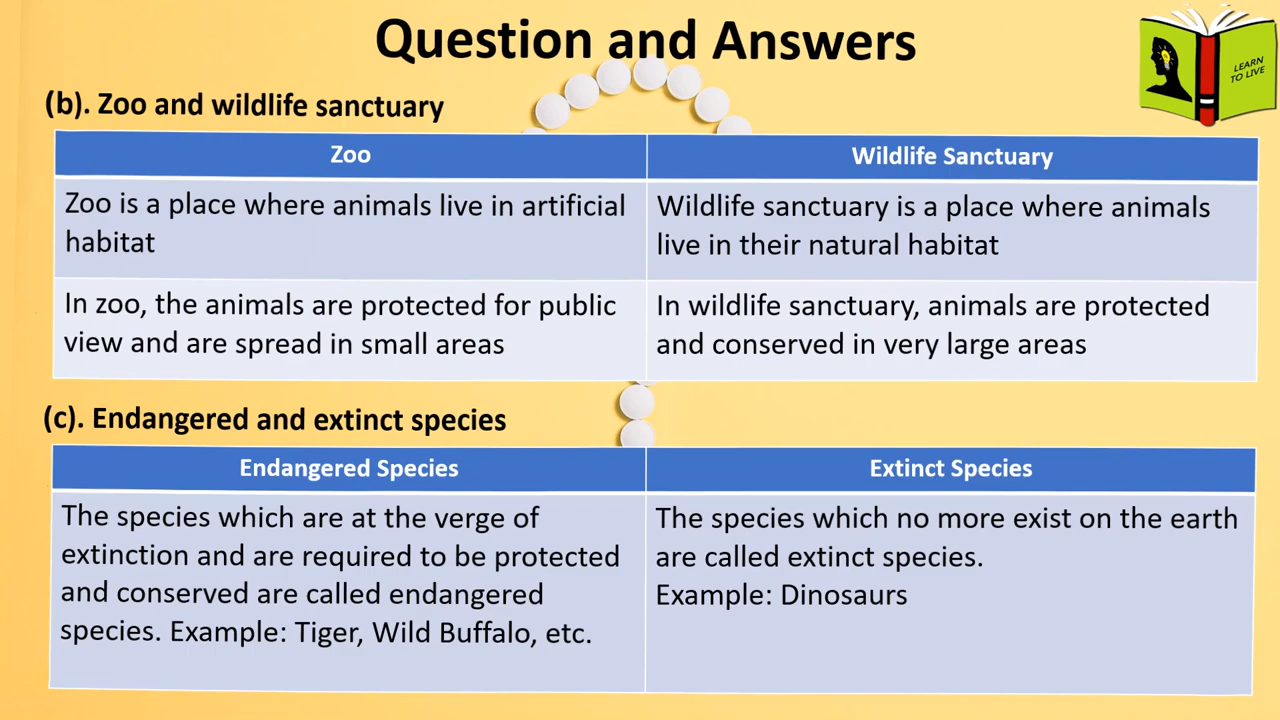 Question and Answers
LEARN
TO LIVE
(b). Zoo and wildlife sanctuary
Zoo
Wildlife Sanctuary
Zoo is a place where animals live in artificial
habitat
Wildlife sanctuary is a place where animals
live in their natural habitat
In zoo, the animals are protected for public
view and are spread in small areas
In wildlife sanctuary, animals are protected
and conserved in very large areas
(c). Endangered and extinct species
Endangered Species
Extinct Species
The species which are at the verge of
extinction and are required to be protected
and conserved are called endangered
species. Example: Tiger, Wild Buffalo, etc.
The species which no more exist on the earth
are called extinct species.
Example: Dinosaurs